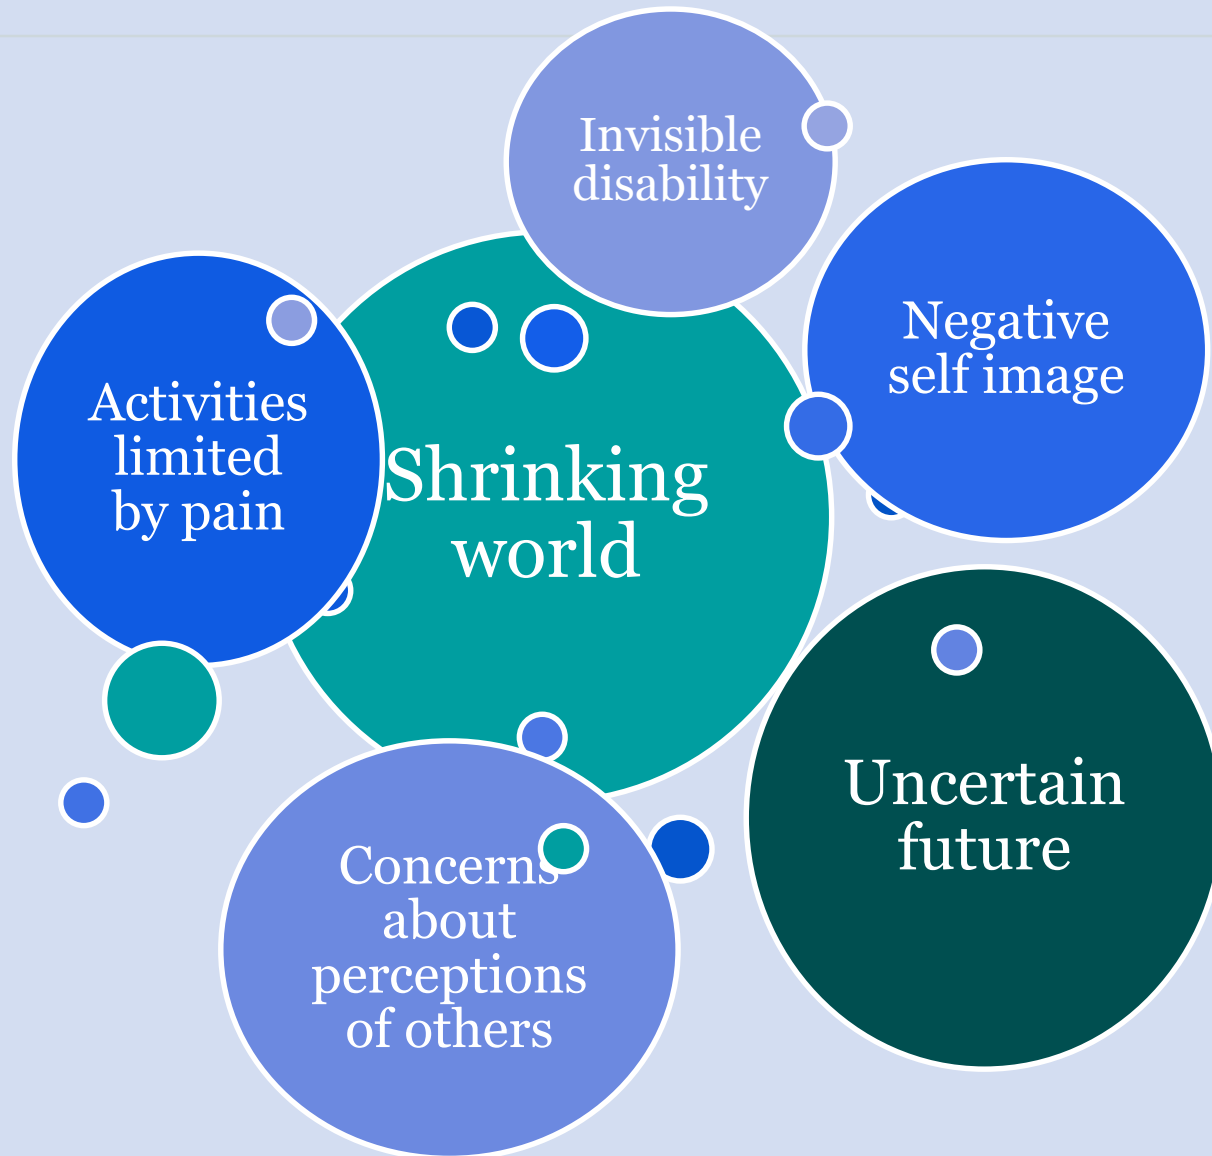 Invisible
disability
Negative
self image
Activities
limited
by pain
Shrinking
world
Uncertain
future
Concerns
about
perceptions
of others